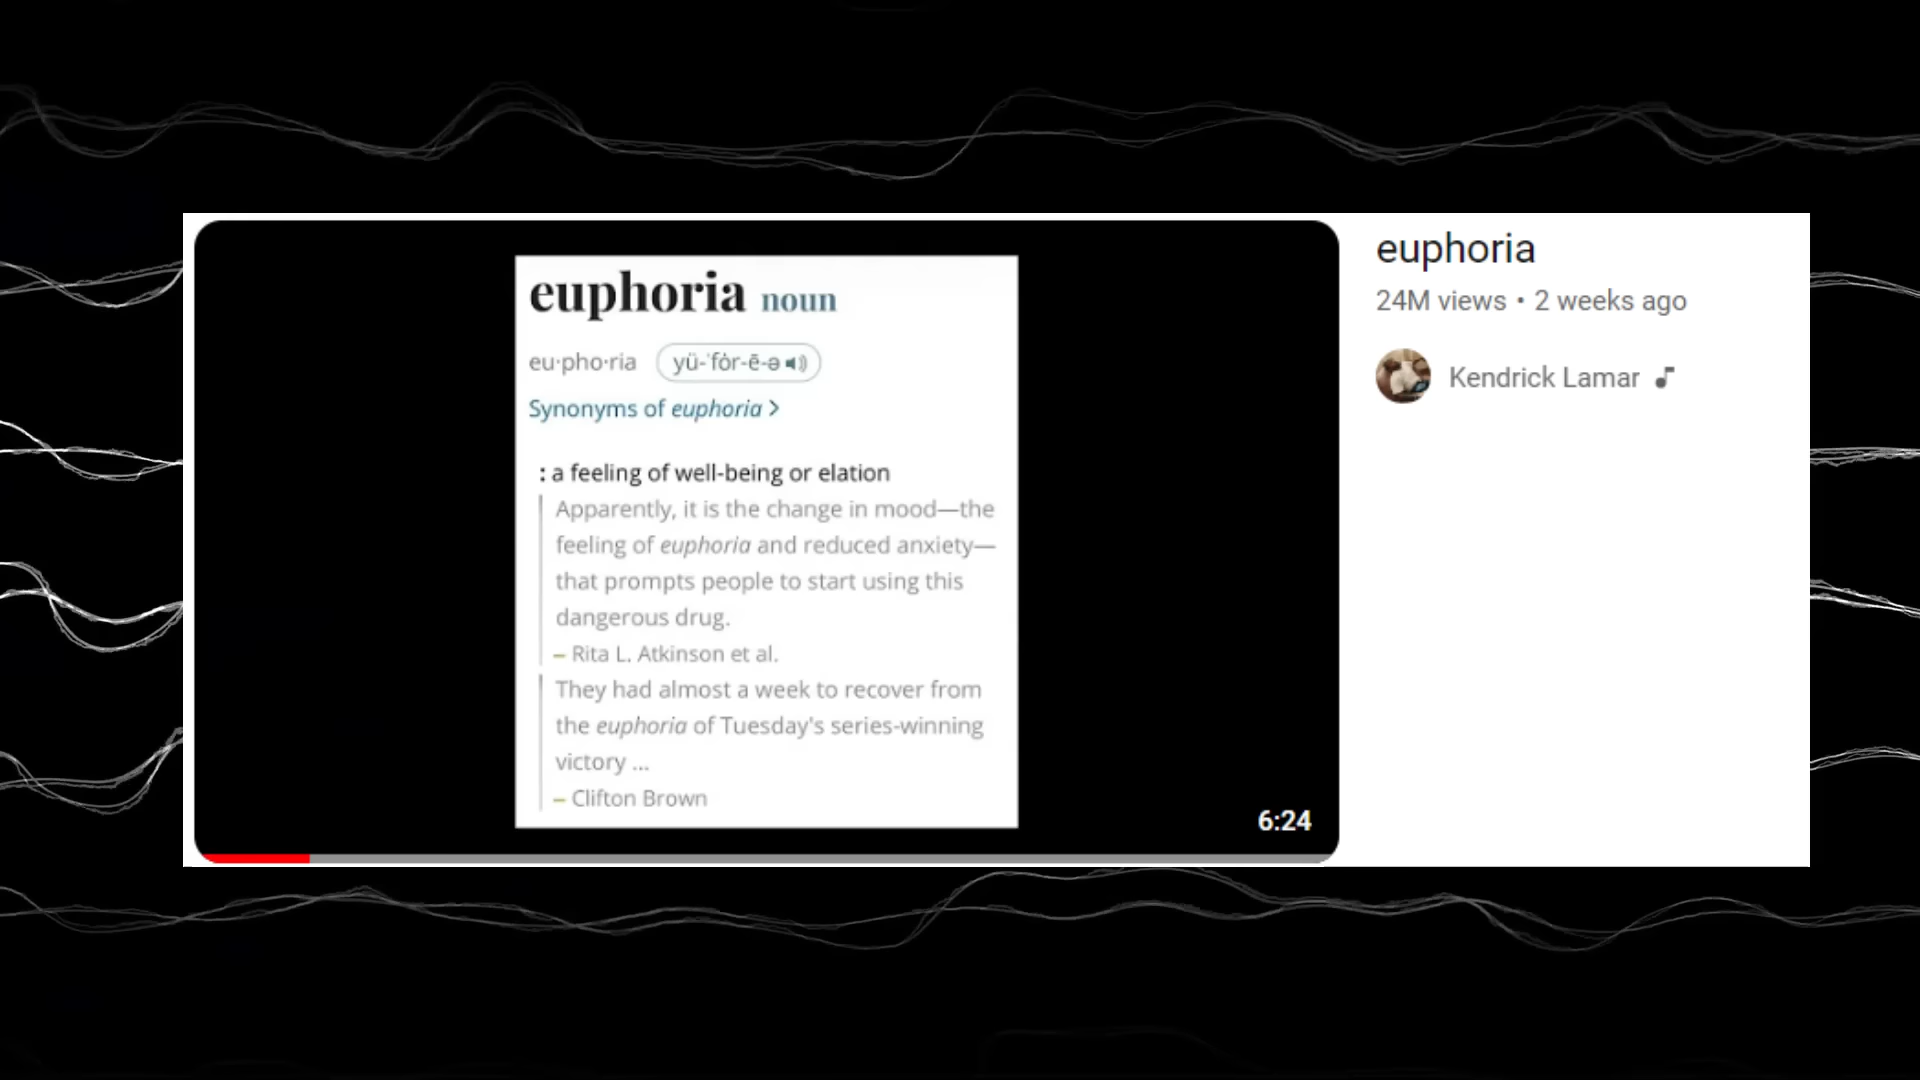 euphoria noun
eu·pho·ria yü-ˈfȯr-ē-ə
Synonyms of euphoria >
: a feeling of well-being or elation
Apparently, it is the change in mood—the
feeling of euphoria and reduced anxiety—
that prompts people to start using this
dangerous drug.
– Rita L. Atkinson et al.
They had almost a week to recover from
the euphoria of Tuesday's series-winning
victory ...
– Clifton Brown
6:24
euphoria
24M views • 2 weeks ago
Kendrick Lamar